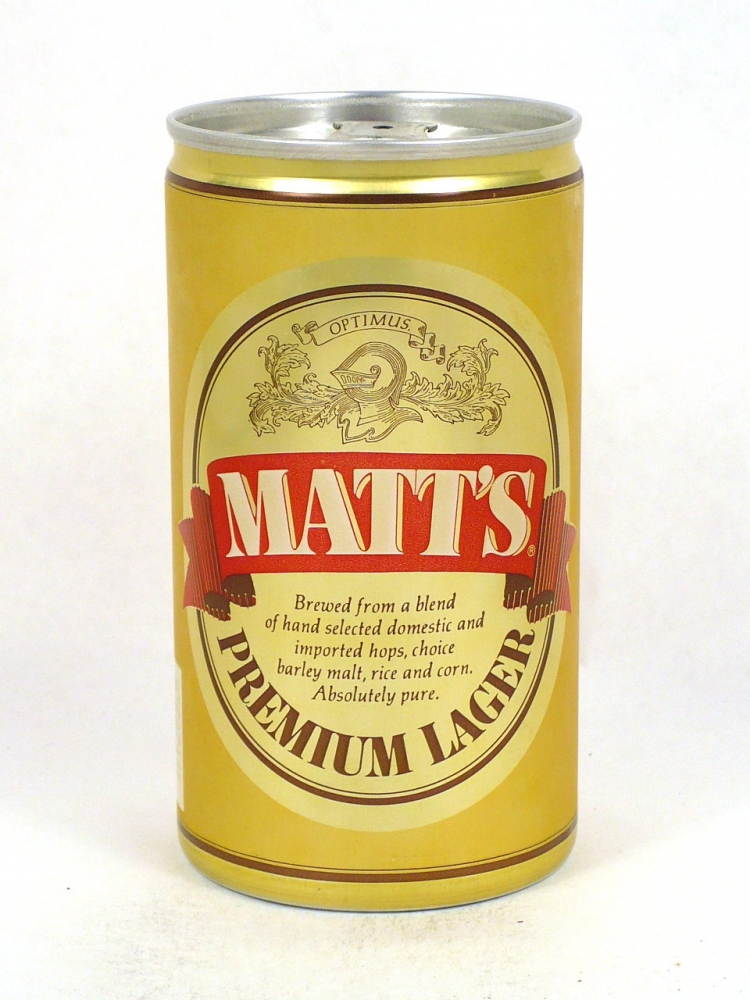 OPTIMUS.
MATT'S®
Brewed from a blend
of hand selected domestic and
imported hops, choice
barley malt, rice and corn.
Absolutely pure.
PREMIUM LAGER